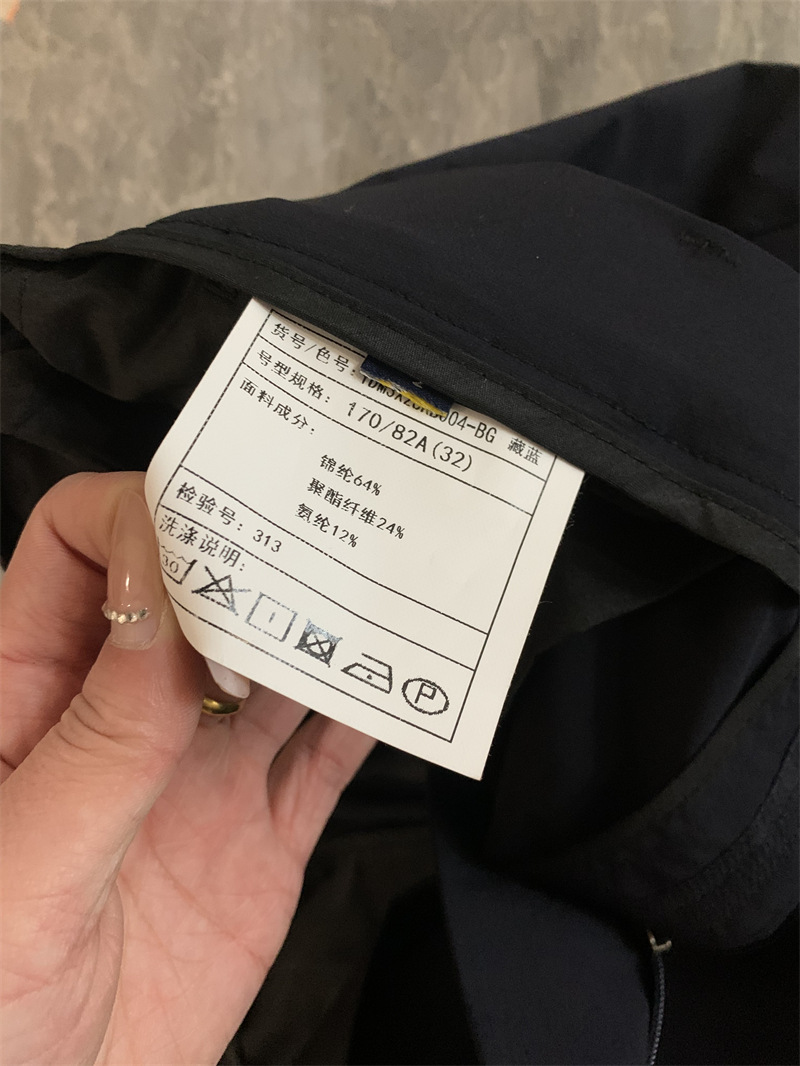 货号/色号: 004-BG 藏蓝
号型规格: 170/82A(32)
面料成分:
锦纶64%
聚酯纤维24%
氨纶12%
检验号: 313
洗涤说明:
30
P